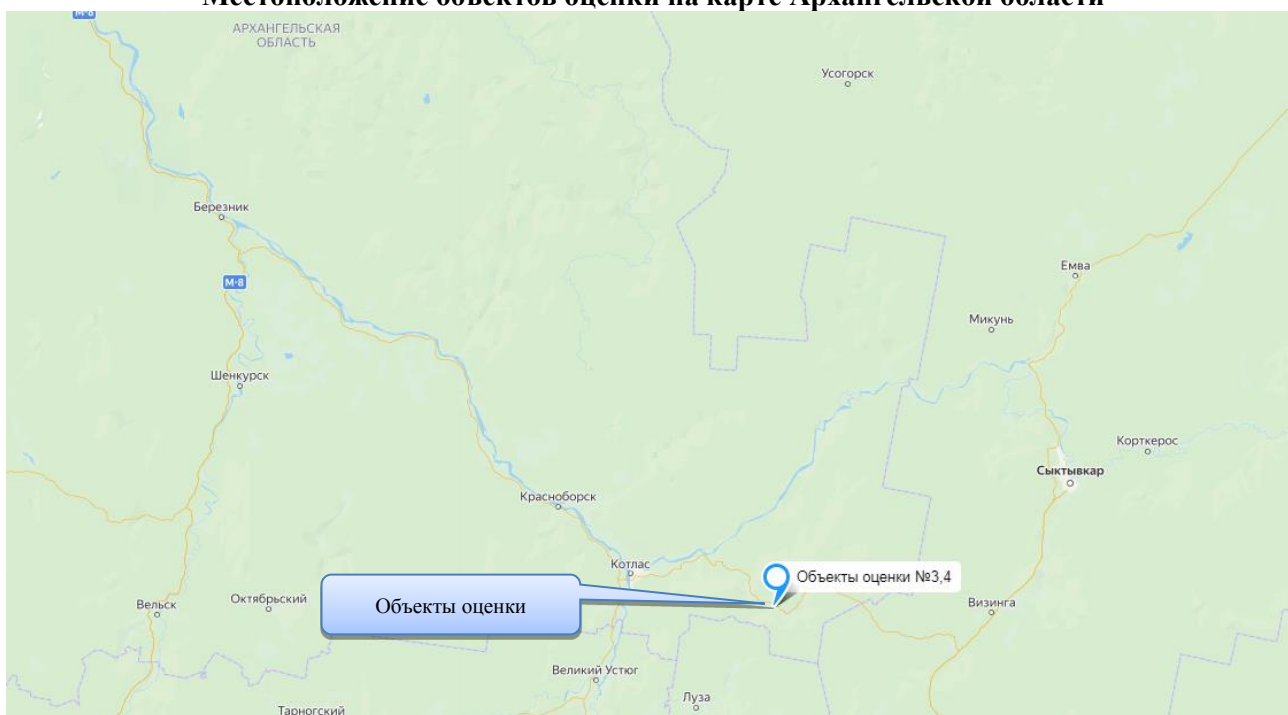 Местоположение объектов оценки на карте Архангельской области
М-8
АРХАНГЕЛЬСКАЯ
ОБЛАСТЬ
Усогорск
Березник
Емва
М-8
Микунь
Шенкурск
Корткерос
Сыктывкар
Красноборск
Котлас
Объекты оценки №3,4
Объекты оценки
Вельск
Октябрьский
Визинга
Великий Устюг
Луза
Тарногский